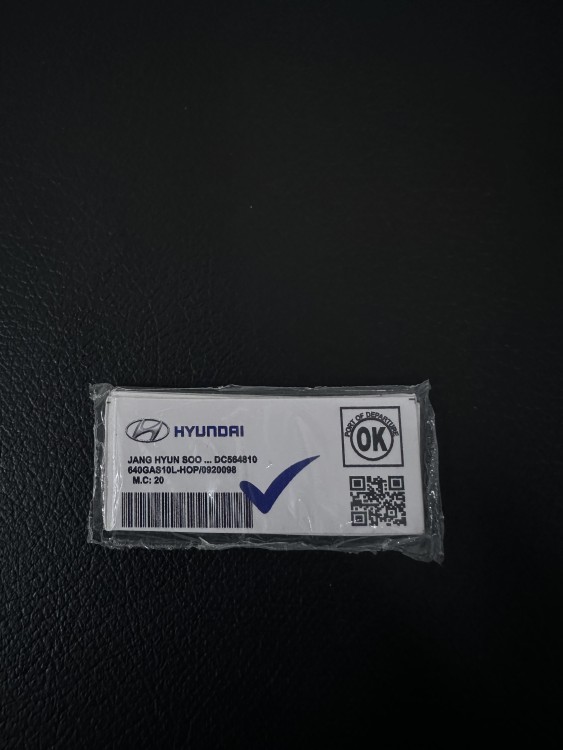 HYUNDAI
JANG HYUN SOO ... DC564810
640GAS10L-HOP/0920098
M.C: 20
PORT OF DEPARTURE
OK